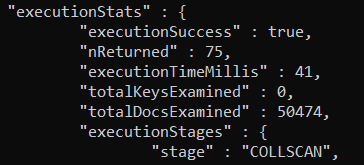 "executionStats" : {
"executionSuccess" : true,
"nReturned" : 75,
"executionTimeMillis" : 41,
"totalKeysExamined" : 0,
"totalDocsExamined" : 50474,
"executionStages" : {
"stage" : "COLLSCAN",